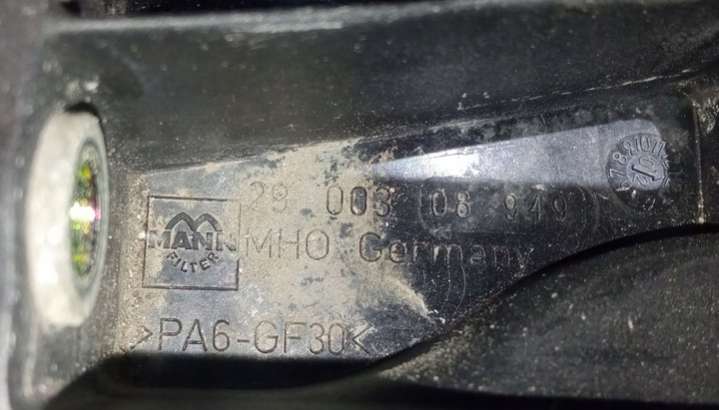 28 003 08 949
MANN
FILTER
MHO Germany
>PA6-GF30<